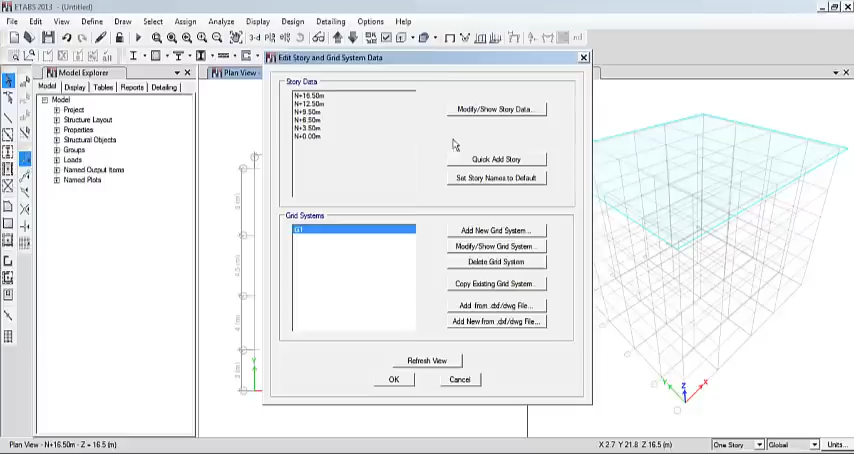 ETABS 2013 - (Untitled)
File Edit View Define Draw Select Assign Analyze Display Design Detailing Options Help
nd
Model Explorer
Plan View -
Model Display Tables Reports Detailing
Model
Project
Structure Layout
Properties
Structural Objects
Groups
Loads
Named Output Items
Named Plots
Edit Story and Grid System Data
Story Data
N+16.50m
N+12.50m
N+9.50m
N+6.50m
N+3.50m
N+0.00m
Modify/Show Story Data...
Quick Add Story
Set Story Names to Default
Grid Systems
G1
Add New Grid System...
Modify/Show Grid System...
Delete Grid System
Copy Existing Grid System...
Add from .dxf/dwg File...
Add New from .dxf/dwg File...
Refresh View
OK Cancel
Y
Y Z X
Plan View - N+16.50m - Z = 16.5 (m)
X 2.7 Y 21.8 Z 16.5 (m)
One Story
Global
Units...